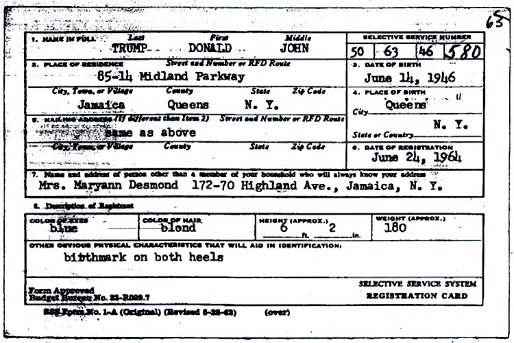 63
1. NAME IN FULL Last First Middle SELECTIVE SERVICE NUMBER
TRUMP DONALD JOHN 50 63 46 580
2. PLACE OF RESIDENCE Street and Number or RFD Route 3. DATE OF BIRTH
85-14 Midland Parkway June 14, 1946
City, Town, or Village County State Zip Code 4. PLACE OF BIRTH
Jamaica Queens N. Y. City Queens
5. MAILING ADDRESS (If different than Item 2) Street and Number or RFD Route N. Y.
same as above State or Country
City, Town, or Village County State Zip Code 6. DATE OF REGISTRATION
June 24, 1964
7. Name and address of person other than a member of your household who will always know your address
Mrs. Maryann Desmond 172-70 Highland Ave., Jamaica, N. Y.
8. Description of Registrant
COLOR OF EYES COLOR OF HAIR HEIGHT (APPROX.) WEIGHT (APPROX.)
blue blond 6 ft. 2 in. 180
OTHER OBVIOUS PHYSICAL CHARACTERISTICS THAT WILL AID IN IDENTIFICATION:
birthmark on both heels
Form Approved SELECTIVE SERVICE SYSTEM
Budget Bureau No. 33-R099.7 REGISTRATION CARD
SSS Form No. 1-A (Original) (Revised 5-28-63) (over)